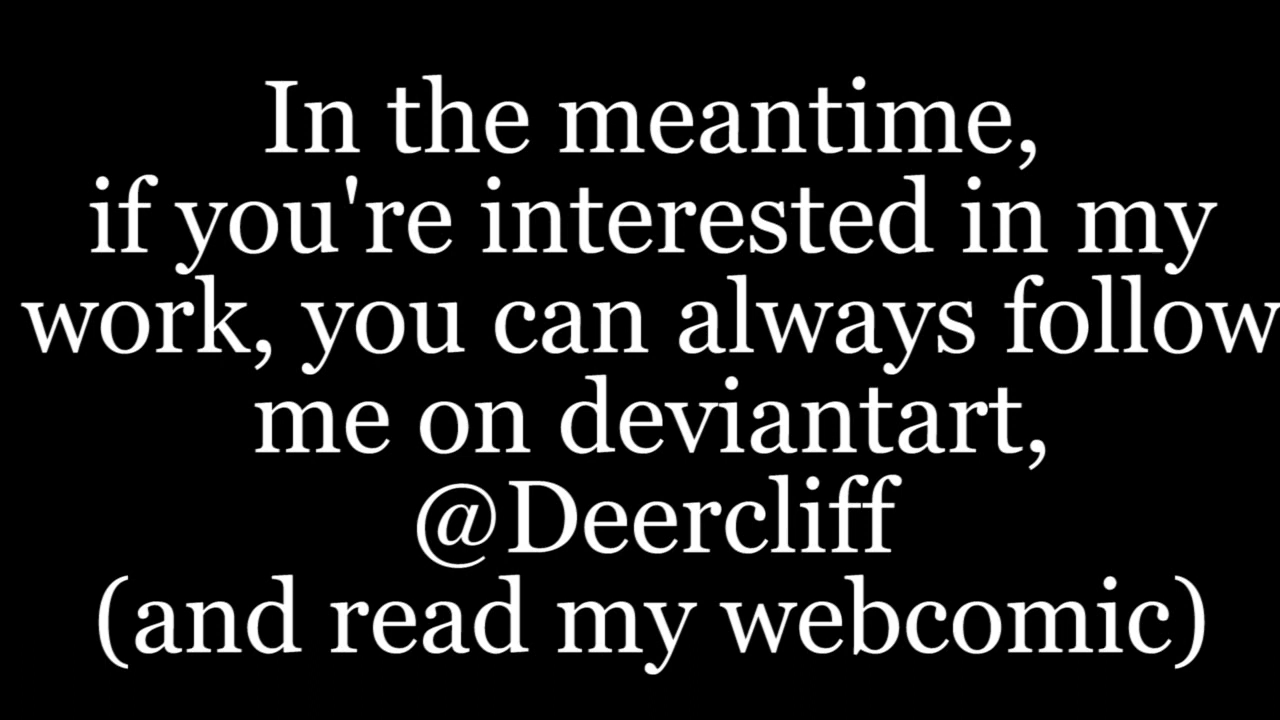 In the meantime,
if you're interested in my
work, you can always follow
me on deviantart,
@Deercliff
(and read my webcomic)